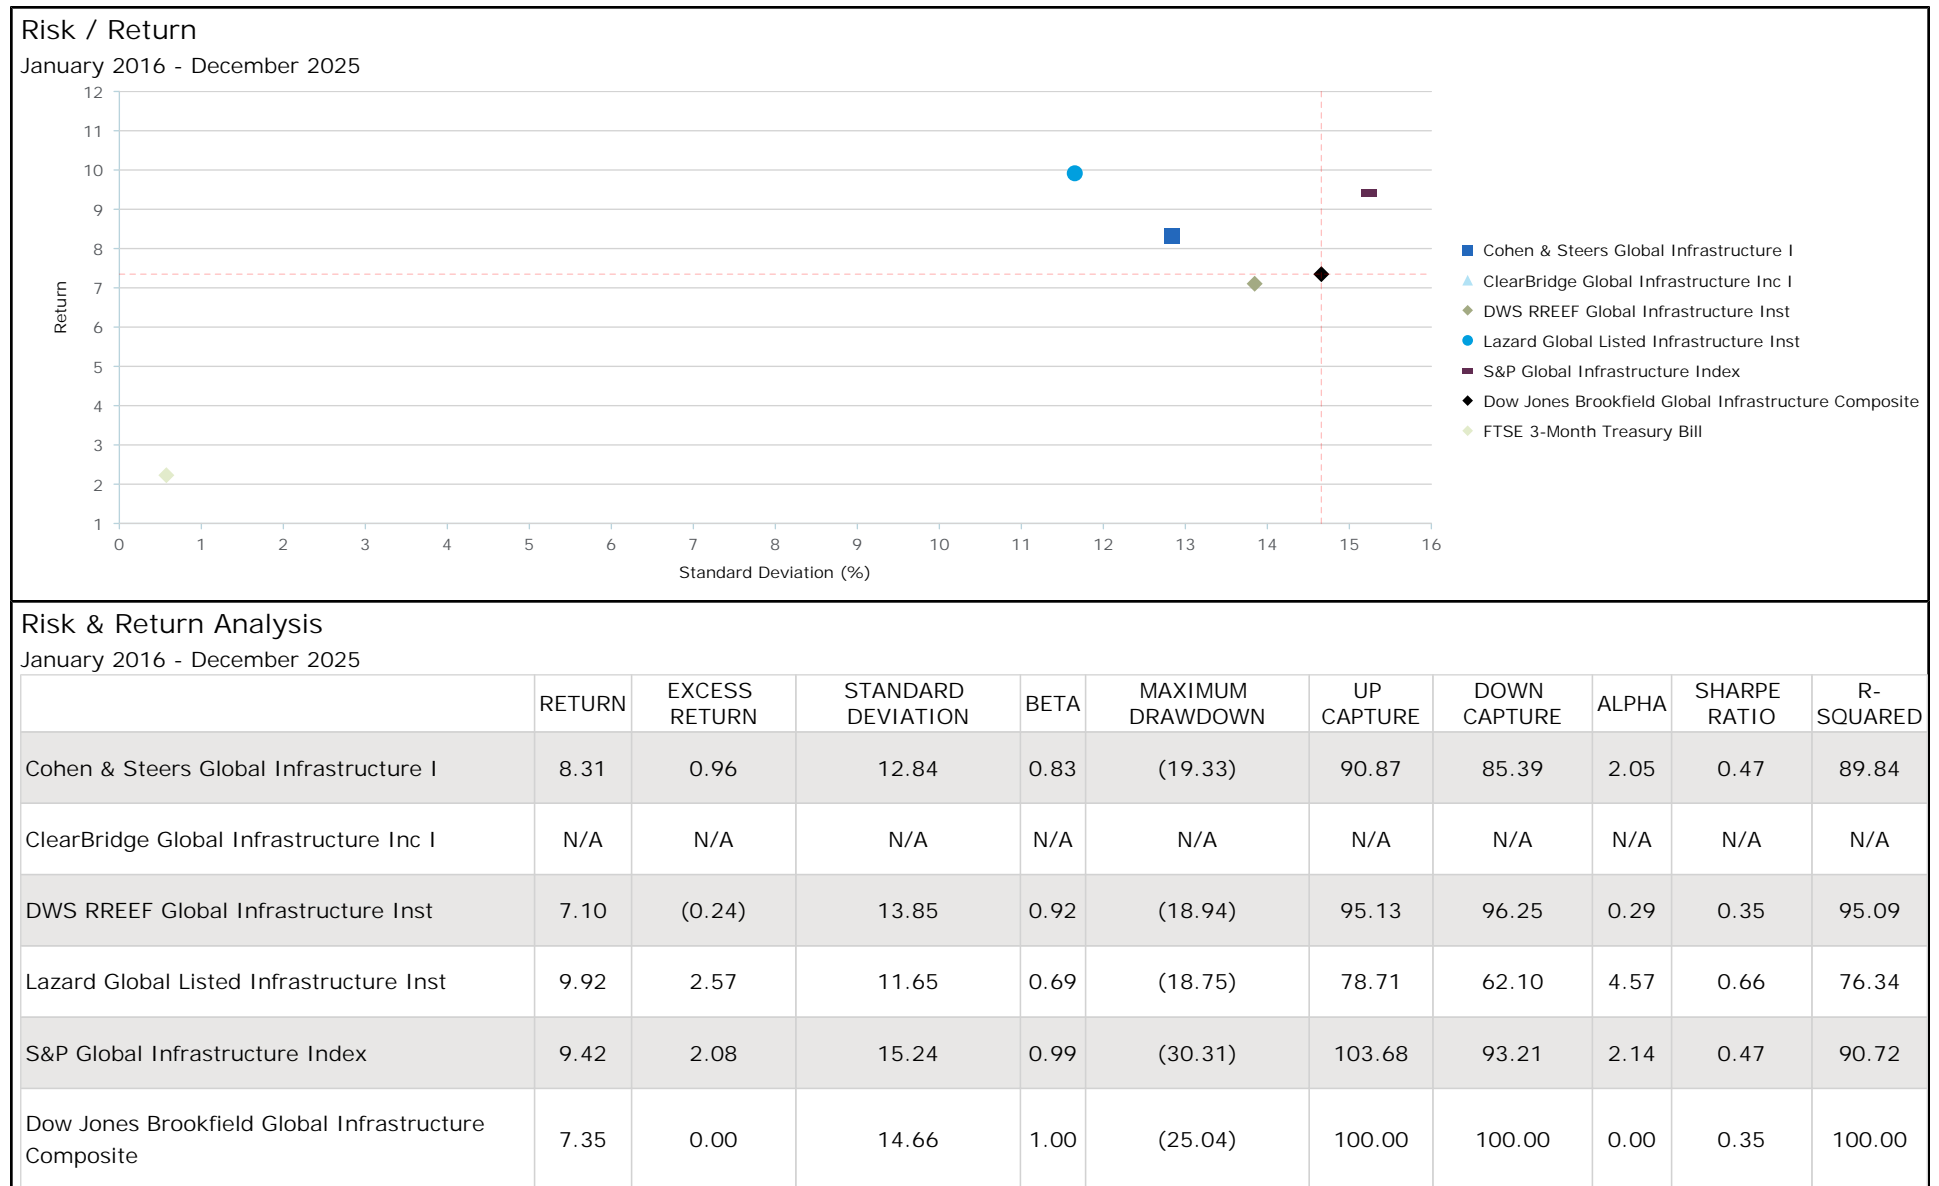 Risk / Return
January 2016 - December 2025
12
11
10
9
8
7
6
5
4
3
2
1
Return
0 1 2 3 4 5 6 7 8 9 10 11 12 13 14 15 16
Standard Deviation (%)
Cohen & Steers Global Infrastructure I
ClearBridge Global Infrastructure Inc I
DWS RREEF Global Infrastructure Inst
Lazard Global Listed Infrastructure Inst
S&P Global Infrastructure Index
Dow Jones Brookfield Global Infrastructure Composite
FTSE 3-Month Treasury Bill
Risk & Return Analysis
January 2016 - December 2025
RETURN EXCESS RETURN STANDARD DEVIATION BETA MAXIMUM DRAWDOWN UP CAPTURE DOWN CAPTURE ALPHA SHARPE RATIO R-SQUARED
Cohen & Steers Global Infrastructure I 8.31 0.96 12.84 0.83 (19.33) 90.87 85.39 2.05 0.47 89.84
ClearBridge Global Infrastructure Inc I N/A N/A N/A N/A N/A N/A N/A N/A N/A N/A
DWS RREEF Global Infrastructure Inst 7.10 (0.24) 13.85 0.92 (18.94) 95.13 96.25 0.29 0.35 95.09
Lazard Global Listed Infrastructure Inst 9.92 2.57 11.65 0.69 (18.75) 78.71 62.10 4.57 0.66 76.34
S&P Global Infrastructure Index 9.42 2.08 15.24 0.99 (30.31) 103.68 93.21 2.14 0.47 90.72
Dow Jones Brookfield Global Infrastructure Composite 7.35 0.00 14.66 1.00 (25.04) 100.00 100.00 0.00 0.35 100.00